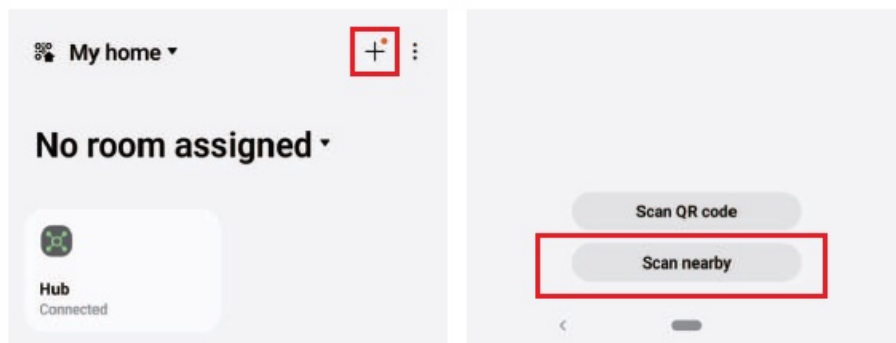 My home
No room assigned
Hub
Connected
Scan QR code
Scan nearby